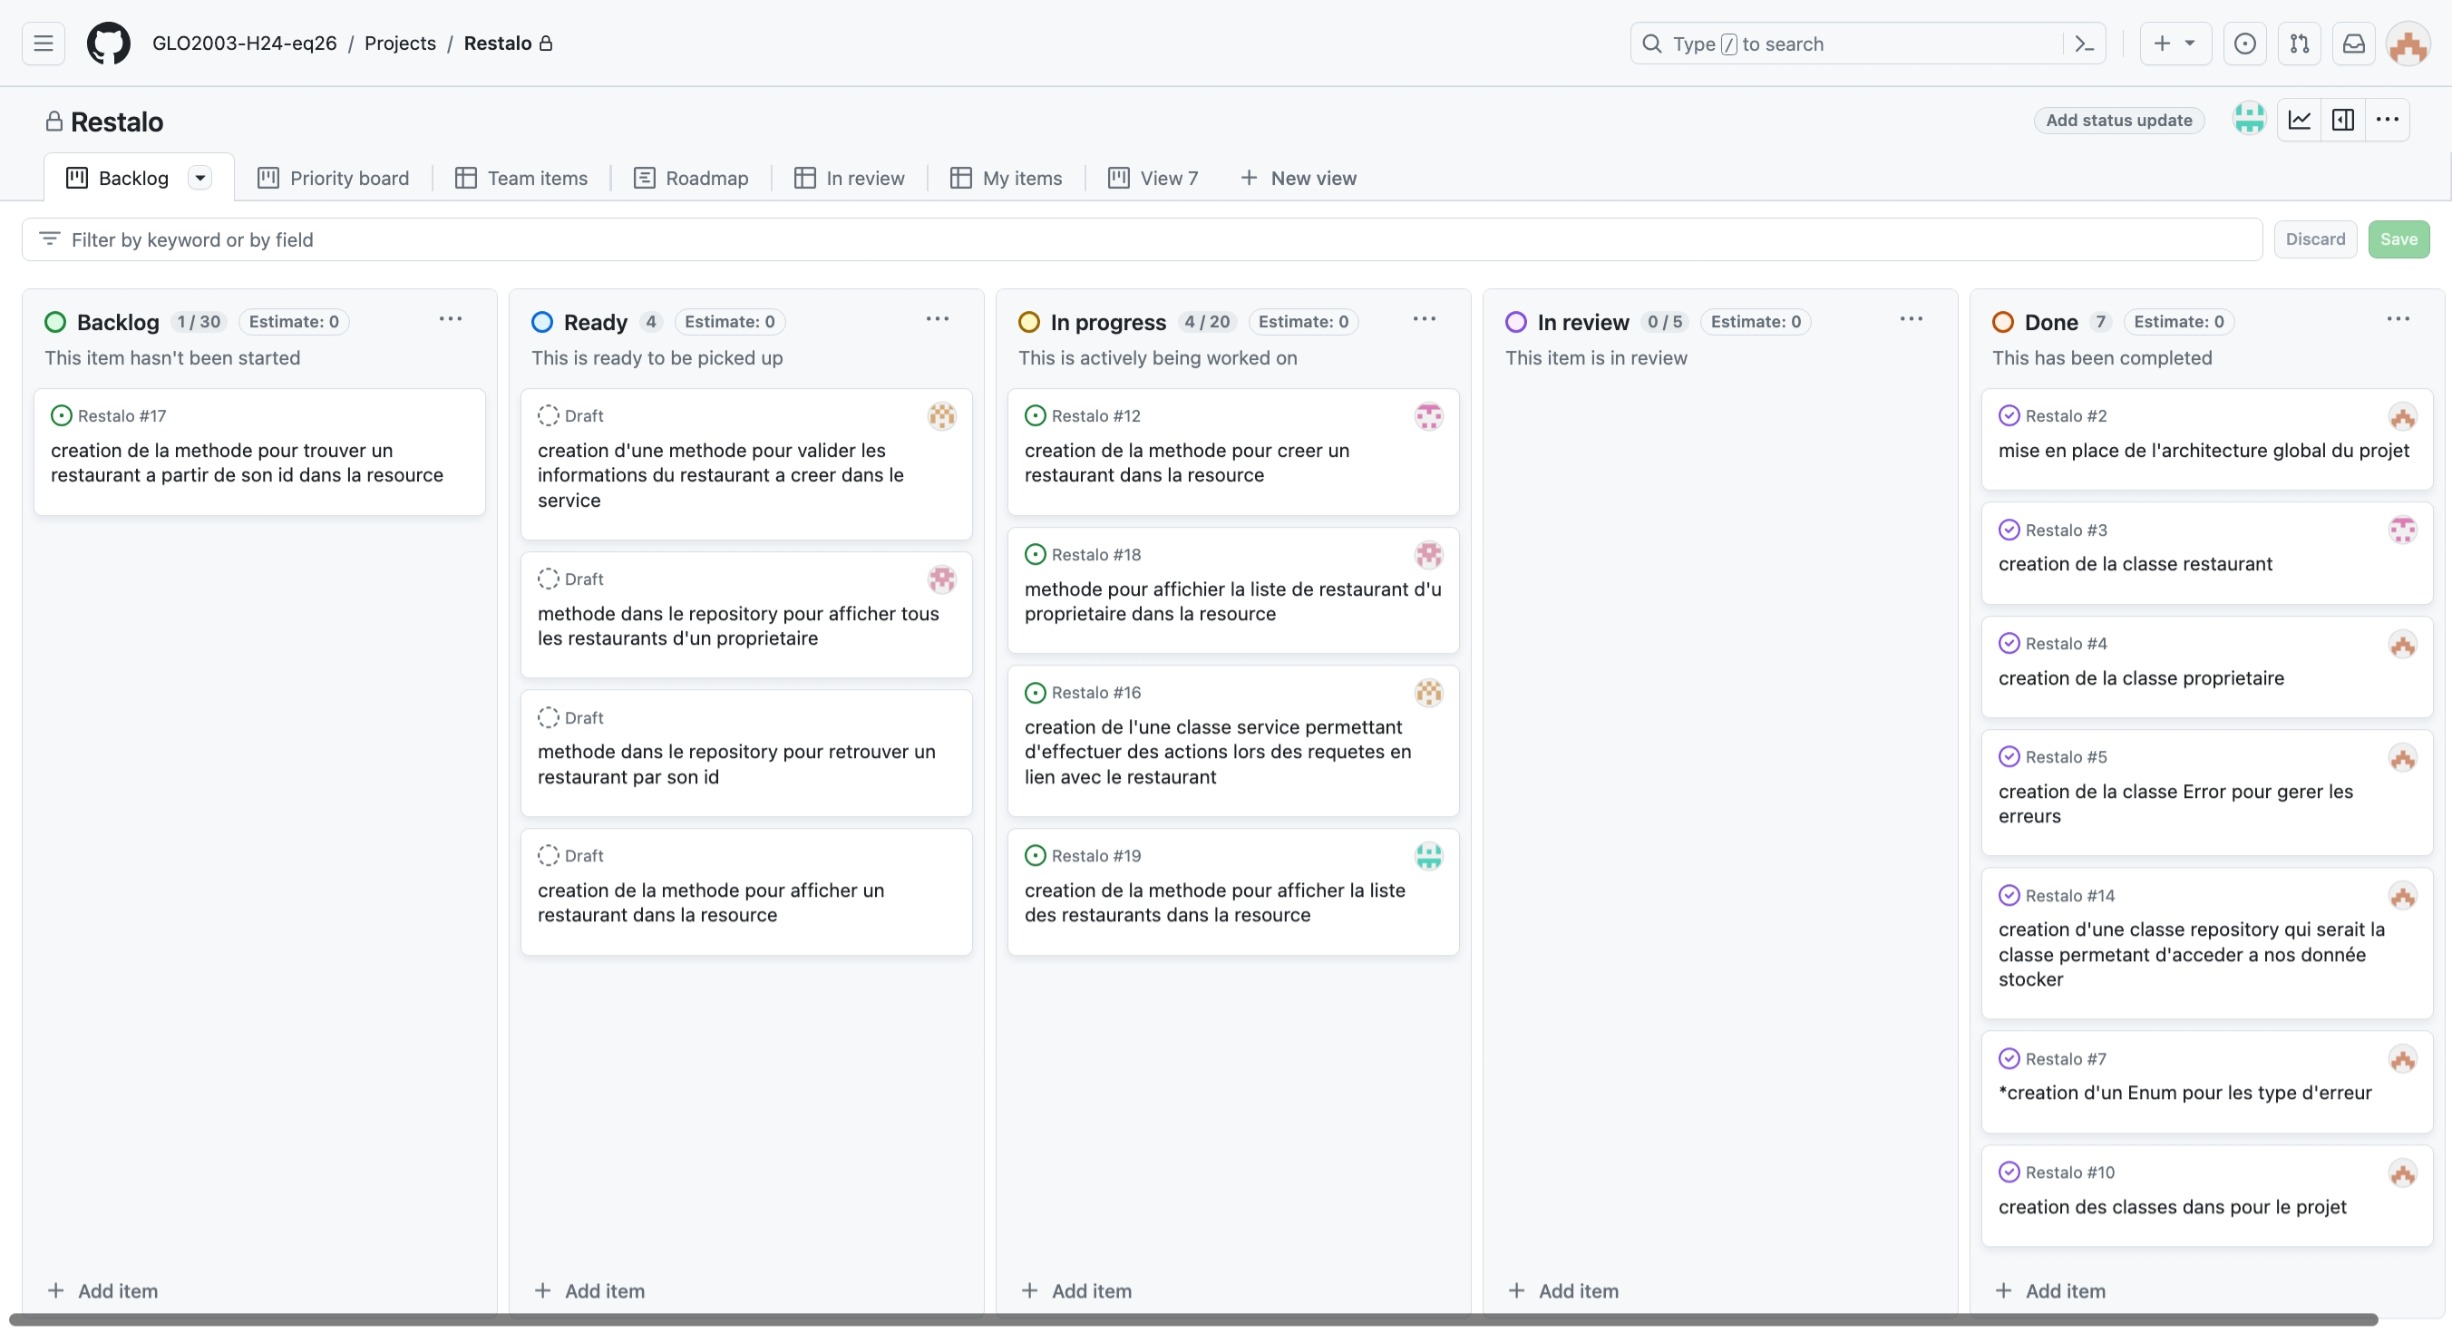 GLO2003-H24-eq26 / Projects / Restalo
Type / to search
Restalo
Add status update
Backlog
Priority board
Team items
Roadmap
In review
My items
View 7
New view
Filter by keyword or by field
Discard
Save
Backlog 1 / 30 Estimate: 0
This item hasn't been started
Restalo #17
creation de la methode pour trouver un
restaurant a partir de son id dans la resource
Add item
Ready 4 Estimate: 0
This is ready to be picked up
Draft
creation d'une methode pour valider les
informations du restaurant a creer dans le
service
Draft
methode dans le repository pour afficher tous
les restaurants d'un proprietaire
Draft
methode dans le repository pour retrouver un
restaurant par son id
Draft
creation de la methode pour afficher un
restaurant dans la resource
Add item
In progress 4 / 20 Estimate: 0
This is actively being worked on
Restalo #12
creation de la methode pour creer un
restaurant dans la resource
Restalo #18
methode pour affichier la liste de restaurant d'u
proprietaire dans la resource
Restalo #16
creation de l'une classe service permettant
d'effectuer des actions lors des requetes en
lien avec le restaurant
Restalo #19
creation de la methode pour afficher la liste
des restaurants dans la resource
Add item
In review 0 / 5 Estimate: 0
This item is in review
Add item
Done 7 Estimate: 0
This has been completed
Restalo #2
mise en place de l'architecture global du projet
Restalo #3
creation de la classe restaurant
Restalo #4
creation de la classe proprietaire
Restalo #5
creation de la classe Error pour gerer les
erreurs
Restalo #14
creation d'une classe repository qui serait la
classe permetant d'acceder a nos donnée
stocker
Restalo #7
*creation d'un Enum pour les type d'erreur
Restalo #10
creation des classes dans pour le projet
Add item